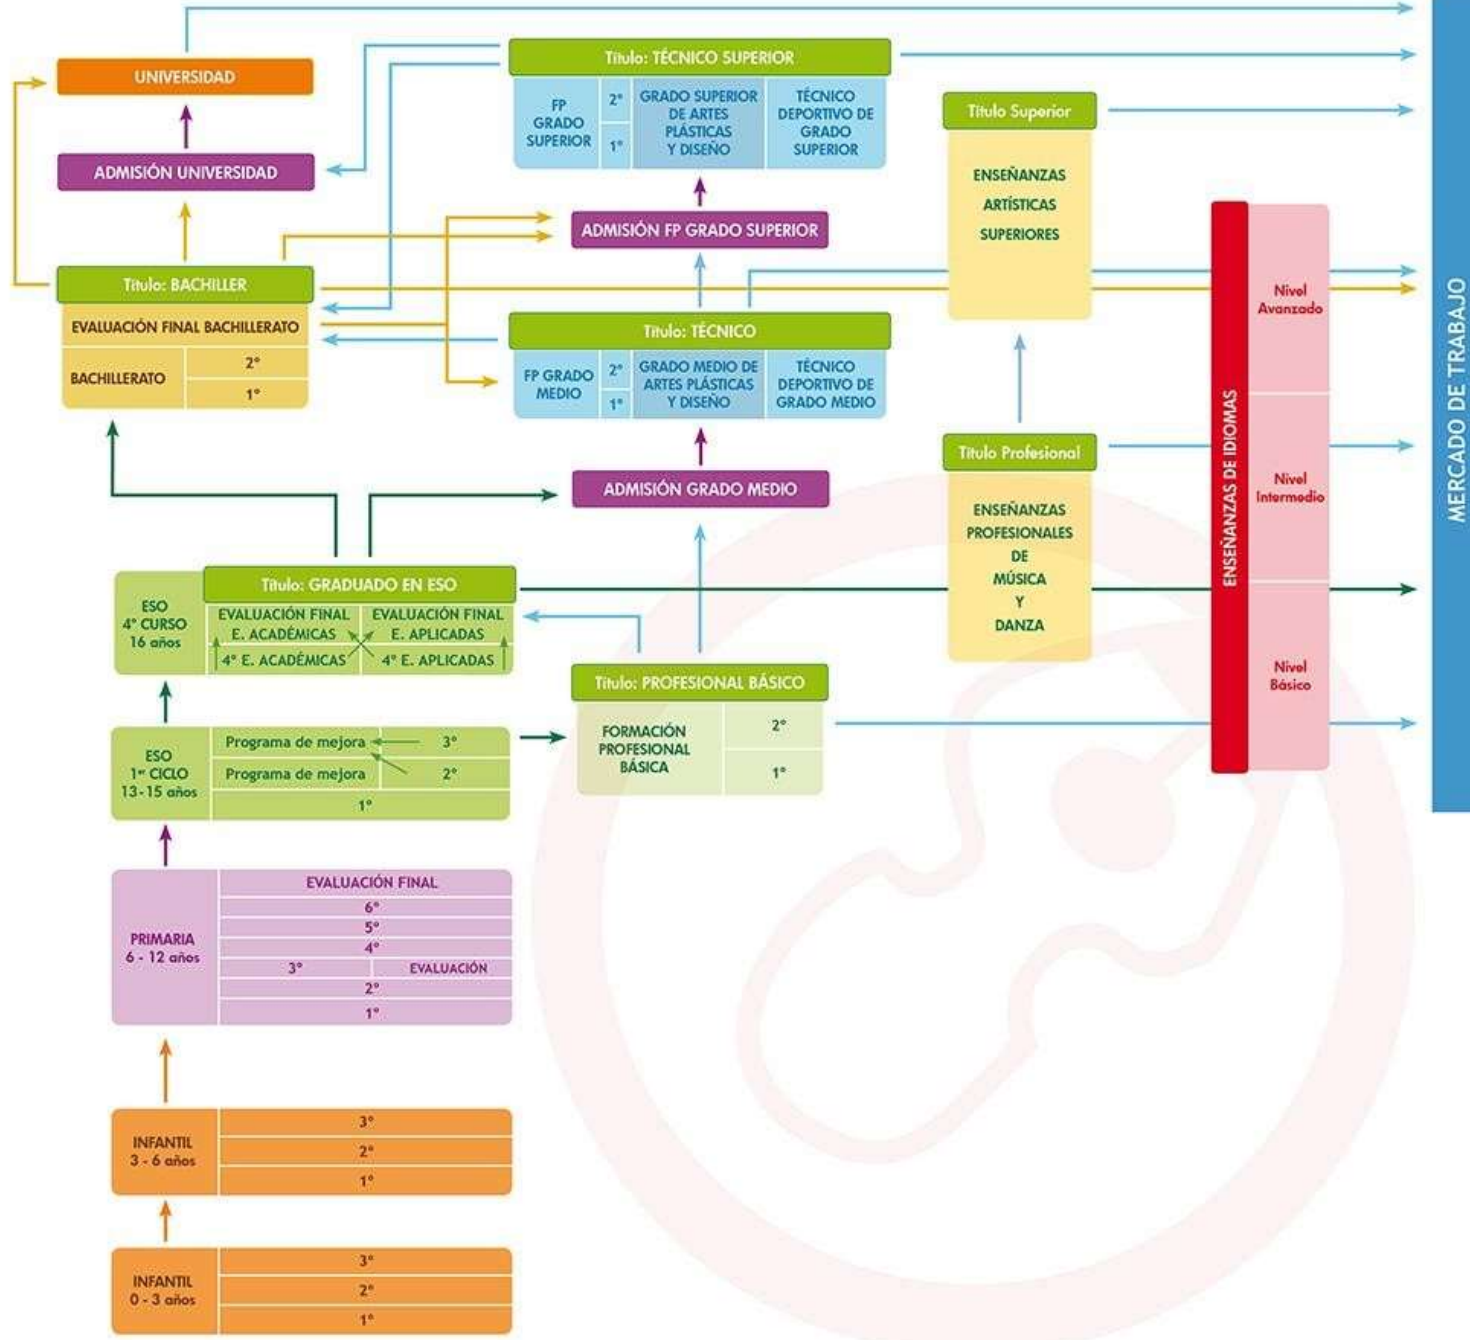 UNIVERSIDAD
ADMISIÓN UNIVERSIDAD
Título: BACHILLER
EVALUACIÓN FINAL BACHILLERATO
BACHILLERATO
2º
1º
Título: TÉCNICO SUPERIOR
FP
GRADO
SUPERIOR
2º
1º
GRADO SUPERIOR
DE ARTES
PLÁSTICAS
Y DISEÑO
TÉCNICO
DEPORTIVO DE
GRADO
SUPERIOR
ADMISIÓN FP GRADO SUPERIOR
Título: TÉCNICO
FP GRADO
MEDIO
2º
1º
GRADO MEDIO DE
ARTES PLÁSTICAS
Y DISEÑO
TÉCNICO
DEPORTIVO DE
GRADO MEDIO
ADMISIÓN GRADO MEDIO
Título Superior
ENSEÑANZAS
ARTÍSTICAS
SUPERIORES
Título Profesional
ENSEÑANZAS
PROFESIONALES
DE
MÚSICA
Y
DANZA
ENSEÑANZAS DE IDIOMAS
Nivel
Avanzado
Nivel
Intermedio
Nivel
Básico
MERCADO DE TRABAJO
ESO
4º CURSO
16 años
Título: GRADUADO EN ESO
EVALUACIÓN FINAL
E. ACADÉMICAS
EVALUACIÓN FINAL
E. APLICADAS
4º E. ACADÉMICAS
4º E. APLICADAS
Título: PROFESIONAL BÁSICO
FORMACIÓN
PROFESIONAL
BÁSICA
2º
1º
ESO
1er CICLO
13-15 años
Programa de mejora
3º
Programa de mejora
2º
1º
PRIMARIA
6 - 12 años
EVALUACIÓN FINAL
6º
5º
4º
3º
EVALUACIÓN
2º
1º
INFANTIL
3 - 6 años
3º
2º
1º
INFANTIL
0 - 3 años
3º
2º
1º